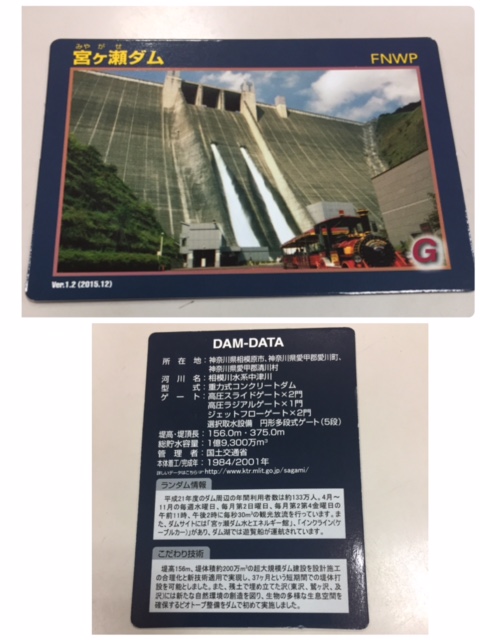 みやがせ
宮ヶ瀬ダム
FNWP
G
Ver.1.2 (2015.12)
DAM-DATA
所在地：神奈川県相模原市、神奈川県愛甲郡愛川町、
神奈川県愛甲郡清川村
河川名：相模川水系中津川
型式：重力式コンクリートダム
ゲート：高圧スライドゲート×2門
高圧ラジアルゲート×1門
ジェットフローゲート×2門
選択取水設備 円形多段式ゲート(5段)
堤高・堤頂長：156.0m・375.0m
総貯水容量：1億9,300万m³
管理者：国土交通省
本体着工/完成年：1984/2001年
詳しいデータはこちら☞http://www.ktr.mlit.go.jp/sagami/
ランダム情報
平成21年度のダム周辺の年間利用者数は約133万人。4月〜
11月の毎週水曜日、毎月第2日曜日、毎月第2第4金曜日の
午前11時、午後2時に毎秒30m³の観光放流を行っています。ま
た、ダムサイトには「宮ヶ瀬ダム水とエネルギー館」、「インクライン(ケ
ーブルカー)」があり、ダム湖では遊覧船が運航されています。
こだわり技術
堤高156m、堤体積約200万m³の超大規模ダム建設を設計施工
の合理化と新技術適用で実現し、37ヶ月という短期間での堤体打
設を可能としました。また、残土で埋めた沢(東沢、鷲ヶ沢、及
沢)には新たな自然環境の創造を図り、生物の多様な生息空間を
確保するビオトープ整備をダムで初めて実施しました。